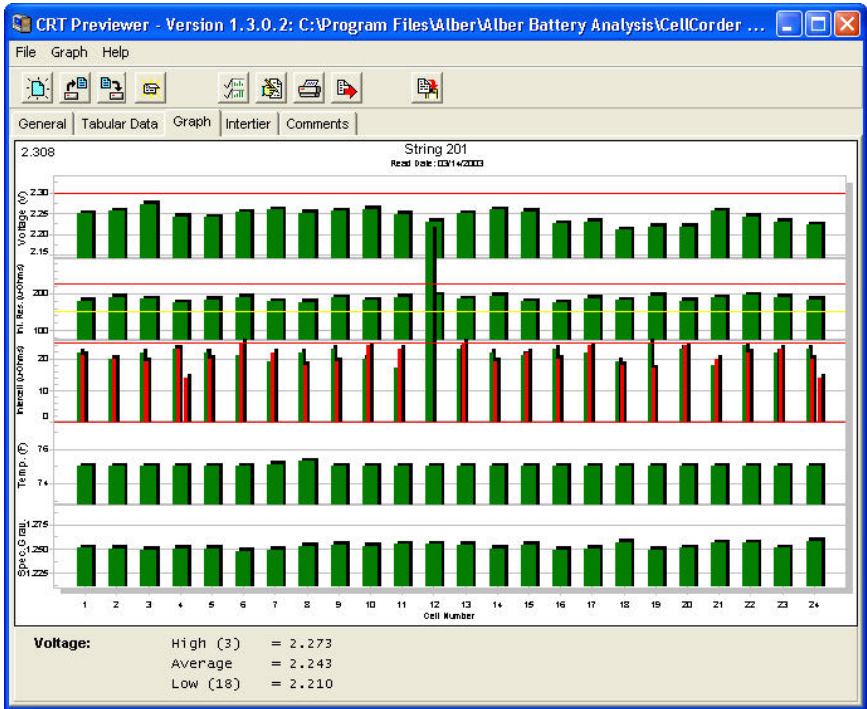 CRT Previewer - Version 1.3.0.2: C:\Program Files\Alber\Alber Battery Analysis\CellCorder ...
File Graph Help
General Tabular Data Graph Intertier Comments
2.308
String 201
Read Date: 03/14/2003
Voltage (V)
2.30
2.25
2.20
2.15
Int. Res. (uOhms)
200
100
Intercell (uOhms)
20
10
0
Temp. (F)
76
74
Spec. Grav.
1.275
1.250
1.225
1 2 3 4 5 6 7 8 9 10 11 12 13 14 15 16 17 18 19 20 21 22 23 24
Cell Number
Voltage: High (3) = 2.273
Average = 2.243
Low (18) = 2.210